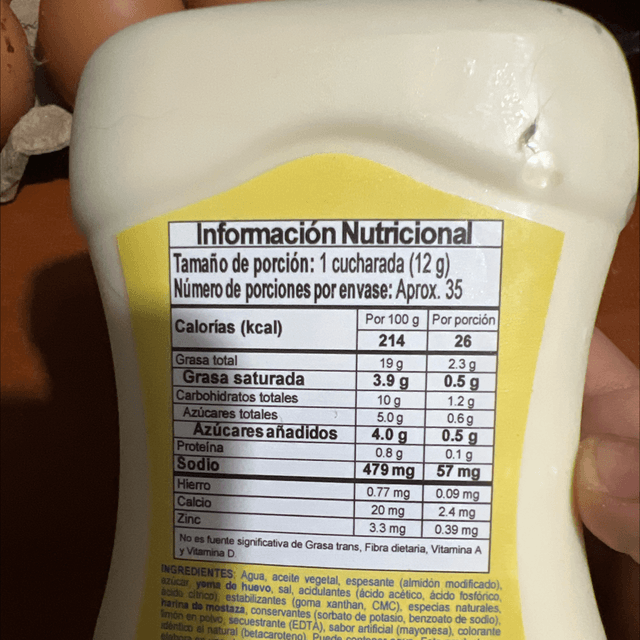 Información Nutricional
Tamaño de porción: 1 cucharada (12 g)
Número de porciones por envase: Aprox. 35
Calorías (kcal) Por 100 g Por porción
214 26
Grasa total 19 g 2.3 g
Grasa saturada 3.9 g 0.5 g
Carbohidratos totales 10 g 1.2 g
Azúcares totales 5.0 g 0.6 g
Azúcares añadidos 4.0 g 0.5 g
Proteína 0.8 g 0.1 g
Sodio 479 mg 57 mg
Hierro 0.77 mg 0.09 mg
Calcio 20 mg 2.4 mg
Zinc 3.3 mg 0.39 mg
No es fuente significativa de Grasa trans, Fibra dietaria, Vitamina A
y Vitamina D.
INGREDIENTES: Agua, aceite vegetal, espesante (almidón modificado),
azúcar, yema de huevo, sal, acidulantes (ácido acético, ácido fosfórico,
ácido cítrico), estabilizantes (goma xanthan, CMC), especias naturales,
harina de mostaza, conservantes (sorbato de potasio, benzoato de sodio),
limón en polvo, secuestrante (EDTA), sabor artificial (mayonesa), colorante
idéntico al natural (betacaroteno). Puede contener